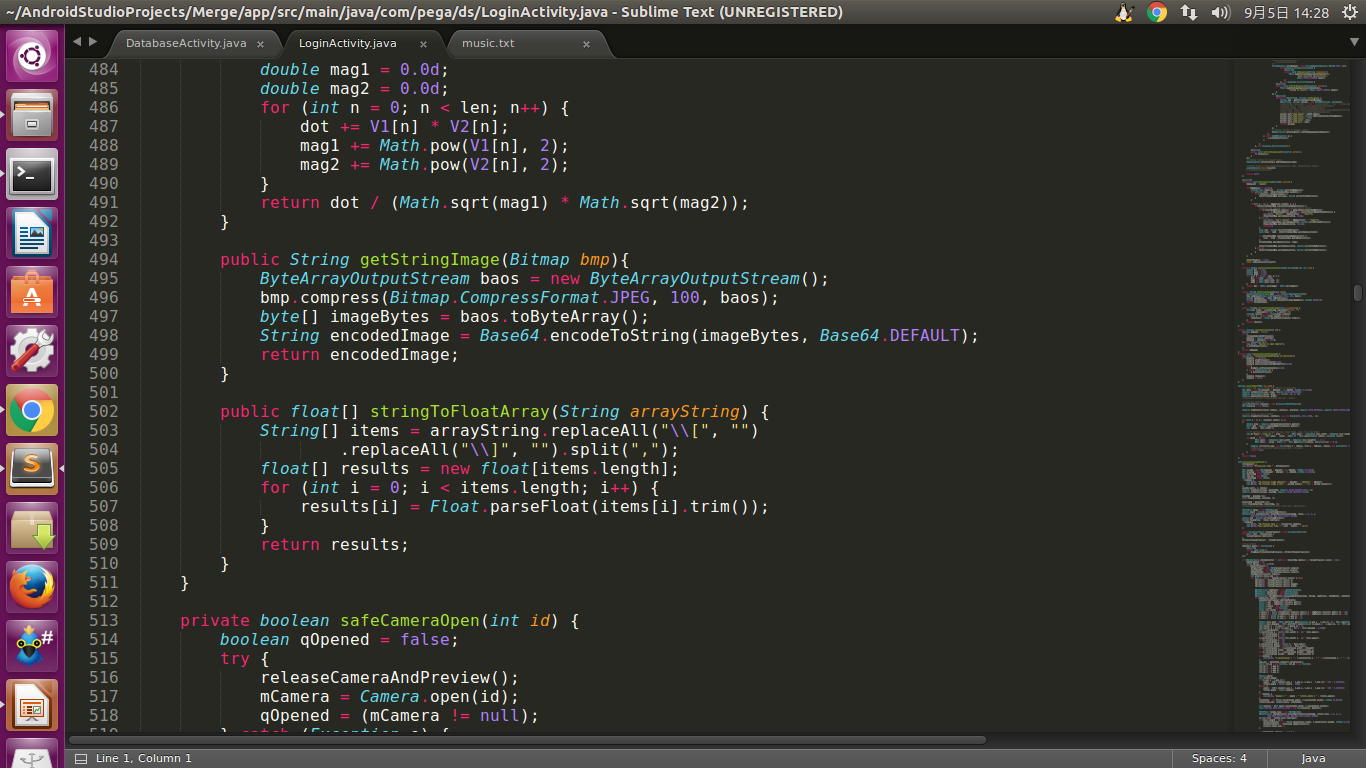 ~/AndroidStudioProjects/Merge/app/src/main/java/com/pega/ds/LoginActivity.java - Sublime Text (UNREGISTERED)
9月5日 14:28
DatabaseActivity.java × LoginActivity.java × music.txt ×
484 double mag1 = 0.0d;
485 double mag2 = 0.0d;
486 for (int n = 0; n < len; n++) {
487 dot += V1[n] * V2[n];
488 mag1 += Math.pow(V1[n], 2);
489 mag2 += Math.pow(V2[n], 2);
490 }
491 return dot / (Math.sqrt(mag1) * Math.sqrt(mag2));
492 }
493
494 public String getStringImage(Bitmap bmp){
495 ByteArrayOutputStream baos = new ByteArrayOutputStream();
496 bmp.compress(Bitmap.CompressFormat.JPEG, 100, baos);
497 byte[] imageBytes = baos.toByteArray();
498 String encodedImage = Base64.encodeToString(imageBytes, Base64.DEFAULT);
499 return encodedImage;
500 }
501
502 public float[] stringToFloatArray(String arrayString) {
503 String[] items = arrayString.replaceAll("\\[", "")
504 .replaceAll("\\]", "").split(",");
505 float[] results = new float[items.length];
506 for (int i = 0; i < items.length; i++) {
507 results[i] = Float.parseFloat(items[i].trim());
508 }
509 return results;
510 }
511 }
512
513 private boolean safeCameraOpen(int id) {
514 boolean qOpened = false;
515 try {
516 releaseCameraAndPreview();
517 mCamera = Camera.open(id);
518 qOpened = (mCamera != null);
Line 1, Column 1
Spaces: 4
Java